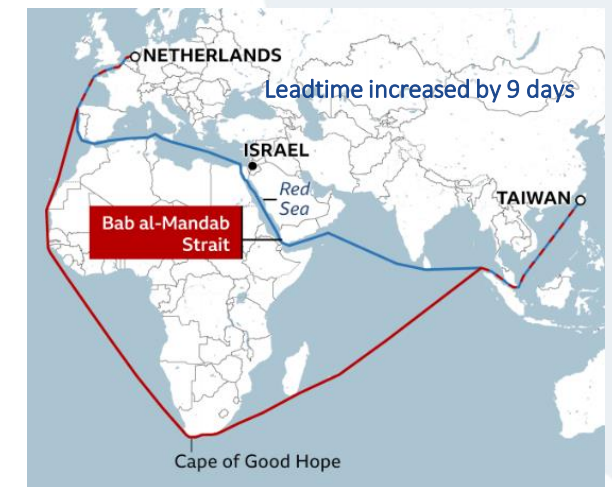 NETHERLANDS
Leadtime increased by 9 days
ISRAEL
Red
Sea
TAIWAN
Bab al-Mandab
Strait
Cape of Good Hope